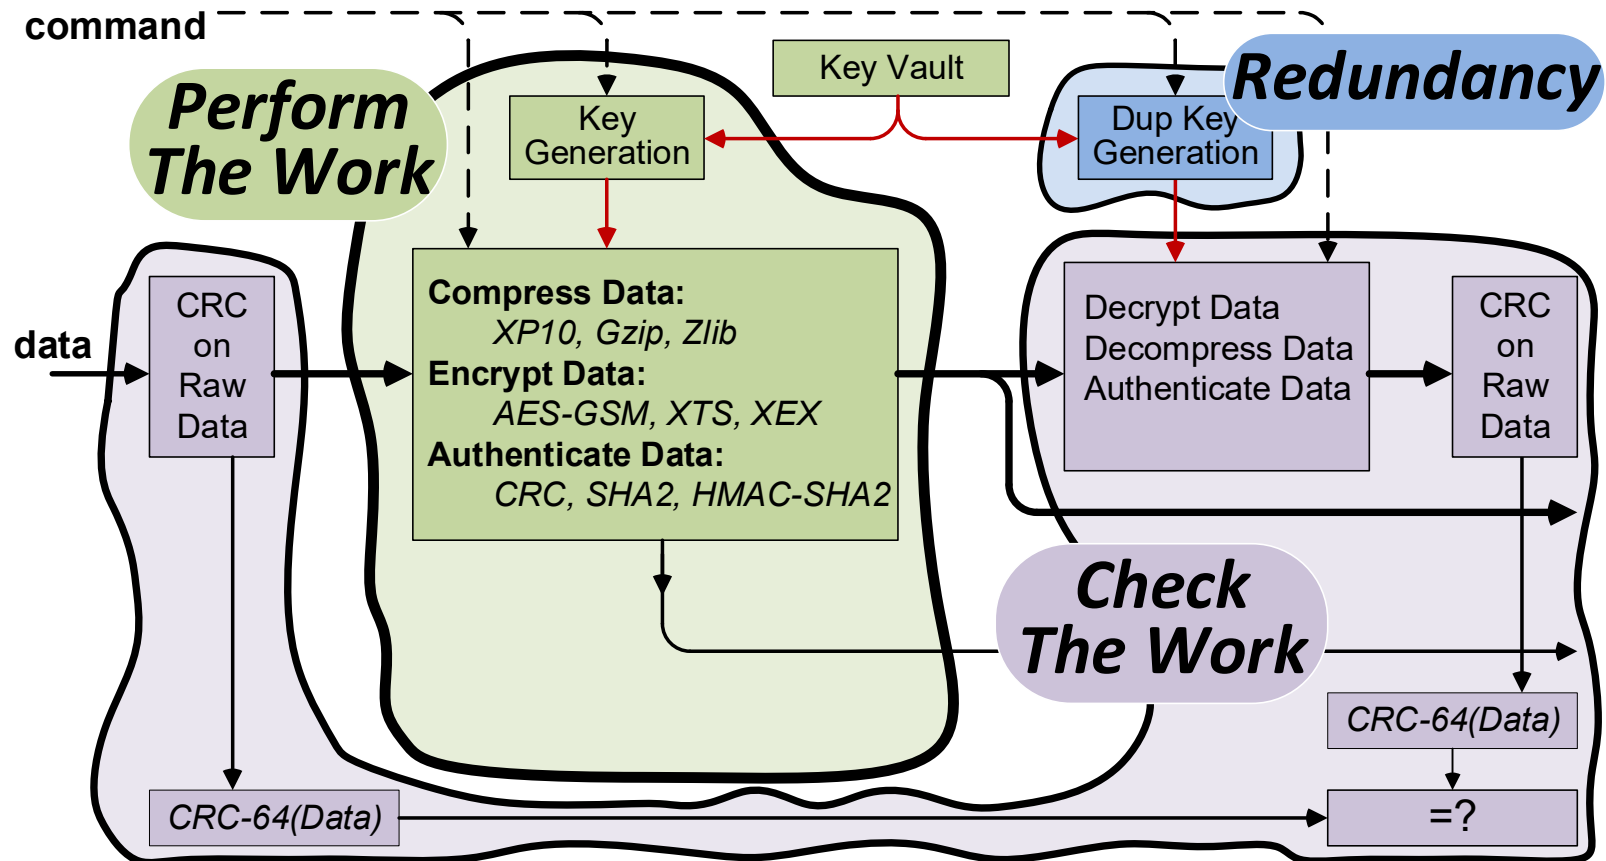 command
Perform
The Work
Key
Generation
Key Vault
Dup Key
Generation
Redundancy
data
CRC
on
Raw
Data
Compress Data:
XP10, Gzip, Zlib
Encrypt Data:
AES-GSM, XTS, XEX
Authenticate Data:
CRC, SHA2, HMAC-SHA2
Decrypt Data
Decompress Data
Authenticate Data
CRC
on
Raw
Data
Check
The Work
CRC-64(Data)
CRC-64(Data)
=?